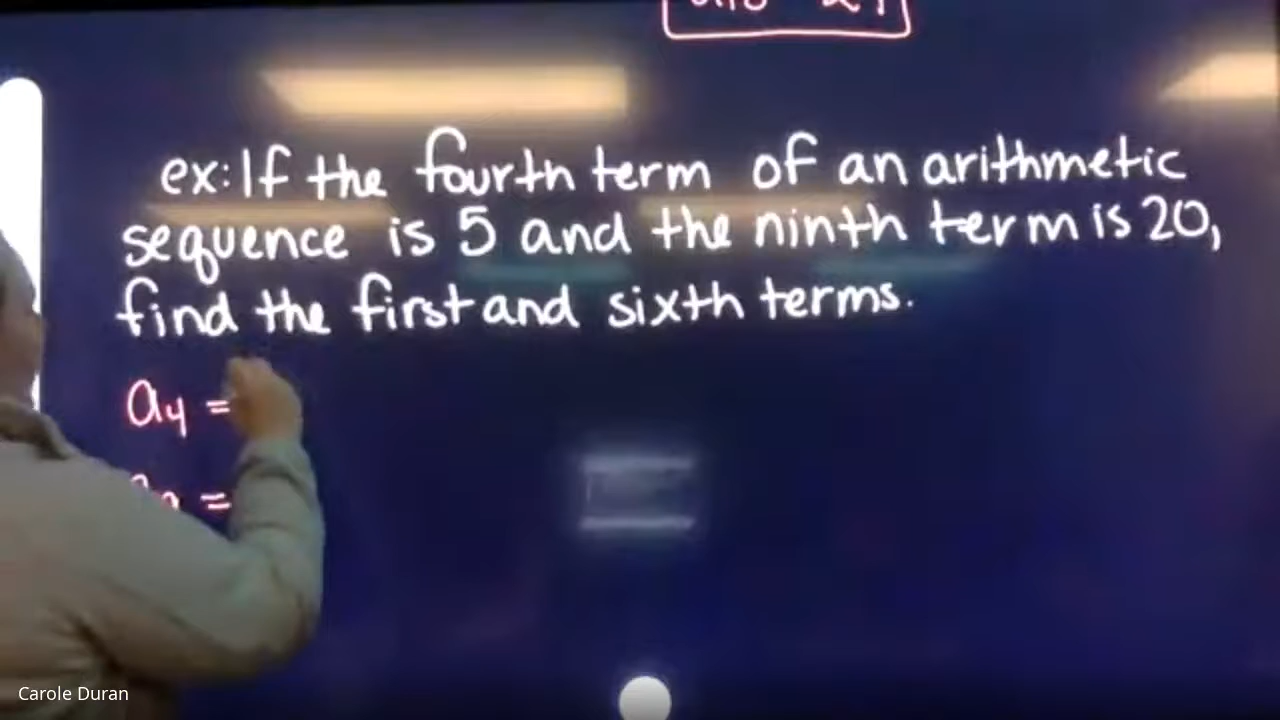 ex: If the fourth term of an arithmetic
sequence is 5 and the ninth term is 20,
find the first and sixth terms.
a4 =
=
Carole Duran